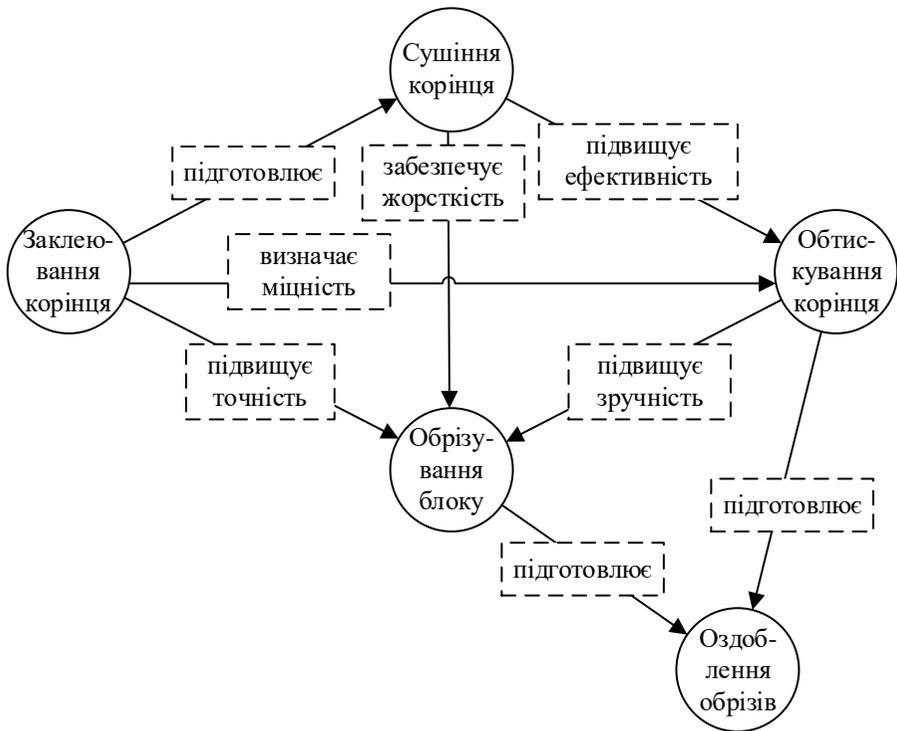 Сушіння
корінця
підготовлює
забезпечує
жорсткість
підвищує
ефективність
Заклею-
вання
корінця
визначає
міцність
Обтис-
кування
корінця
підвищує
точність
підвищує
зручність
Обрізу-
вання
блоку
підготовлює
підготовлює
Оздоб-
лення
обрізів